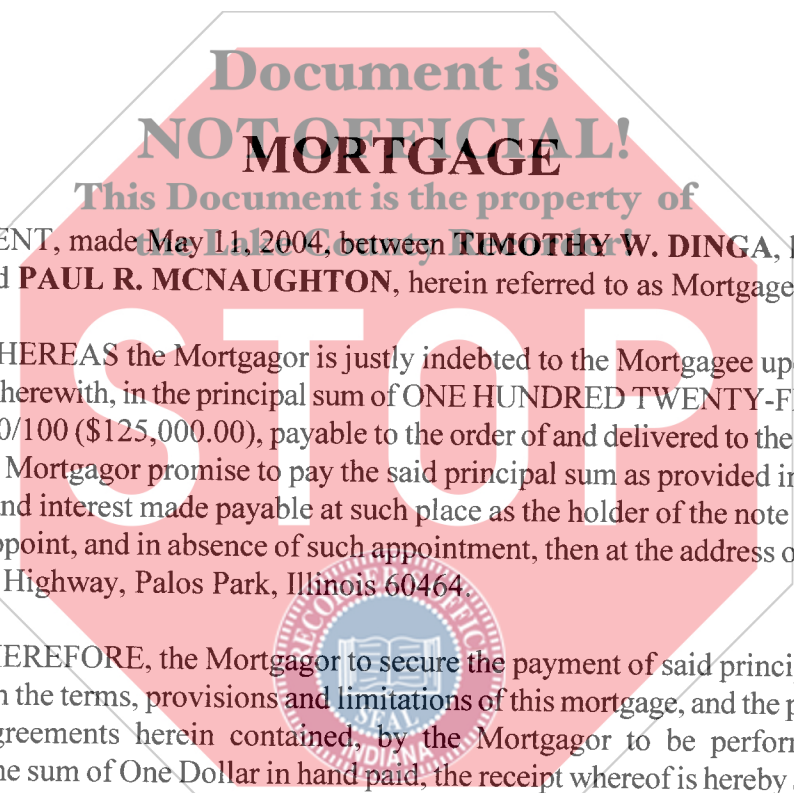 Document is
NOT OFFICIAL!
MORTGAGE
This Document is the property of
the Lake County Recorder!
ENT, made May 11, 2004, between TIMOTHY W. DINGA,
PAUL R. MCNAUGHTON, herein referred to as Mortgage
STOP
HEREAS the Mortgagor is justly indebted to the Mortgagee up
herewith, in the principal sum of ONE HUNDRED TWENTY-F
0/100 ($125,000.00), payable to the order of and delivered to the
Mortgagor promise to pay the said principal sum as provided in
nd interest made payable at such place as the holder of the note
ppoint, and in absence of such appointment, then at the address o
Highway, Palos Park, Illinois 60464.
HEREFORE, the Mortgagor to secure the payment of said princi
the terms, provisions and limitations of this mortgage, and the p
greements herein contained, by the Mortgagor to be perform
ne sum of One Dollar in hand paid, the receipt whereof is hereby
SEAL
INDIANA